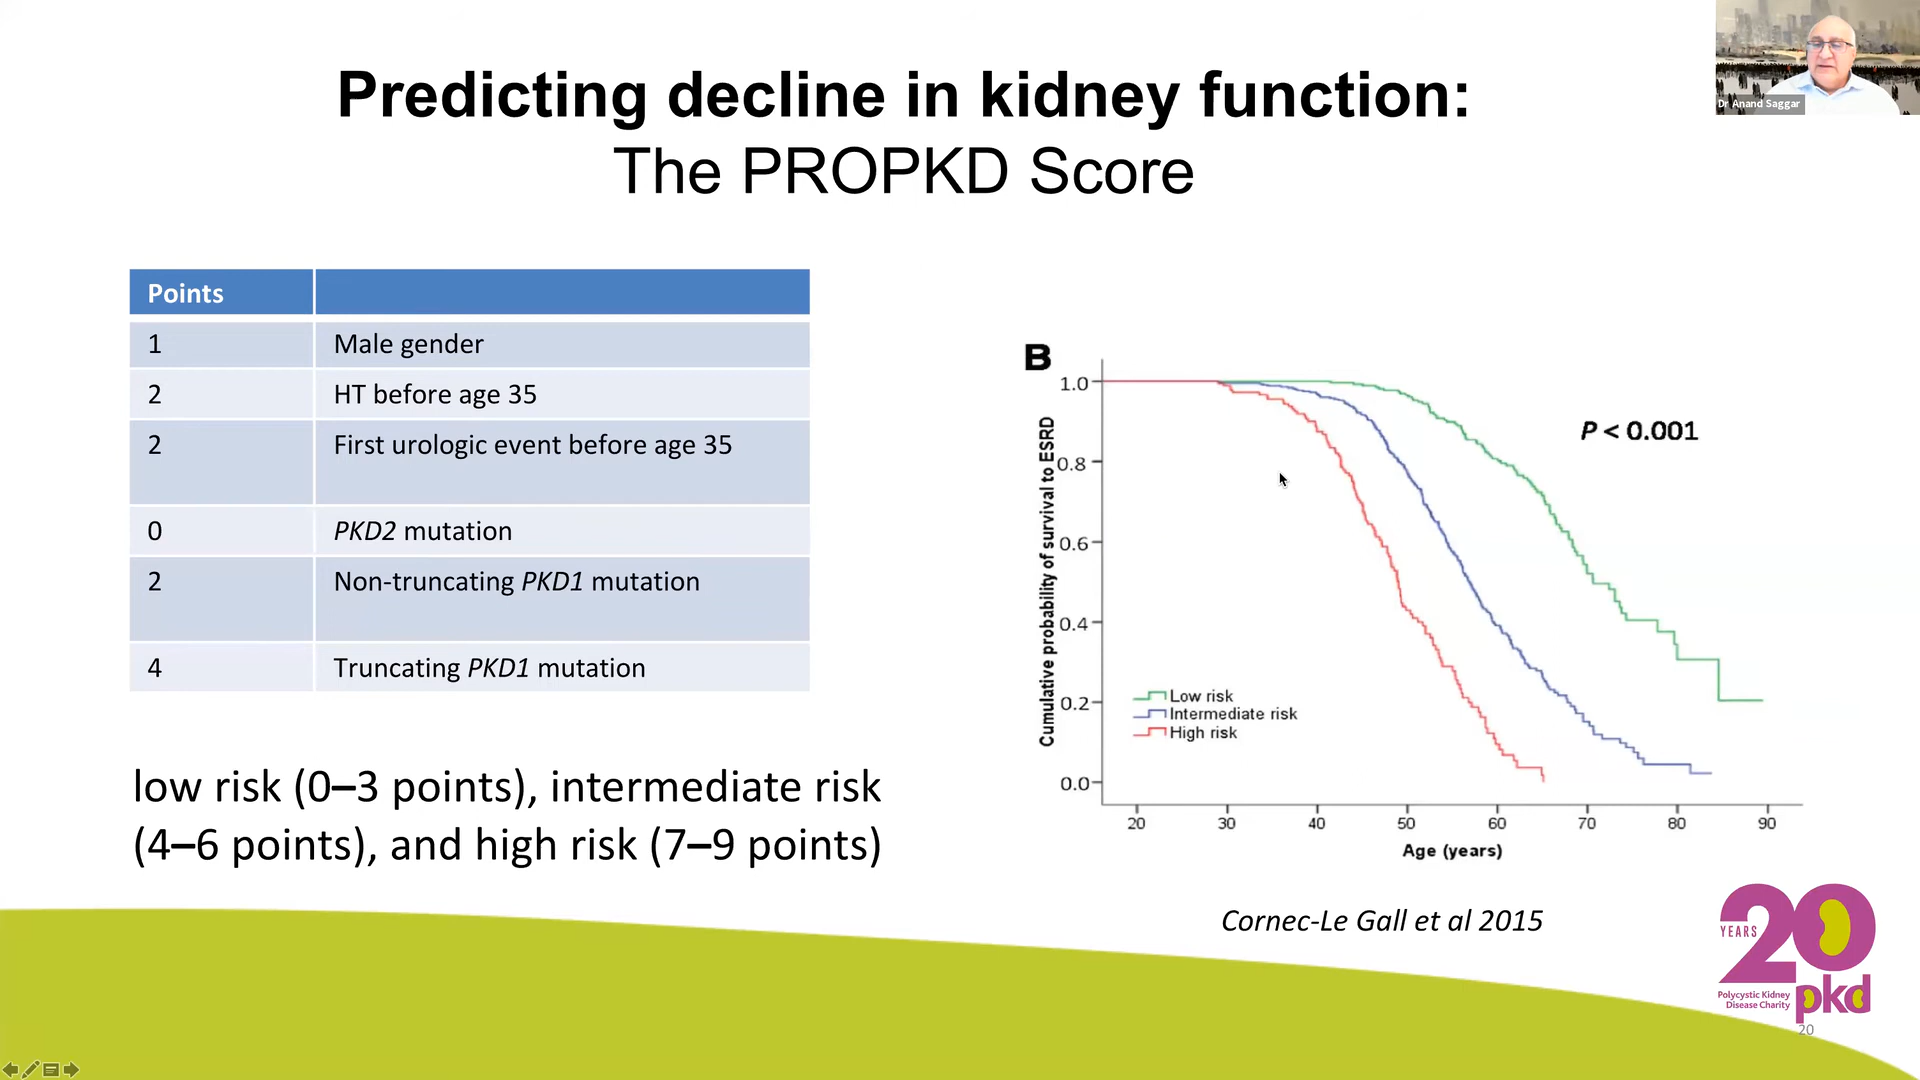 Predicting decline in kidney function:
The PROPKD Score
Dr Anand Saggar
Points
1 Male gender
2 HT before age 35
2 First urologic event before age 35
0 PKD2 mutation
2 Non-truncating PKD1 mutation
4 Truncating PKD1 mutation
low risk (0–3 points), intermediate risk
(4–6 points), and high risk (7–9 points)
B
Cumulative probability of survival to ESRD
1.0
0.8
0.6
0.4
0.2
0.0
P < 0.001
Low risk
Intermediate risk
High risk
20 30 40 50 60 70 80 90
Age (years)
Cornec-Le Gall et al 2015
20
YEARS
Polycystic Kidney
Disease Charity
pkd
20